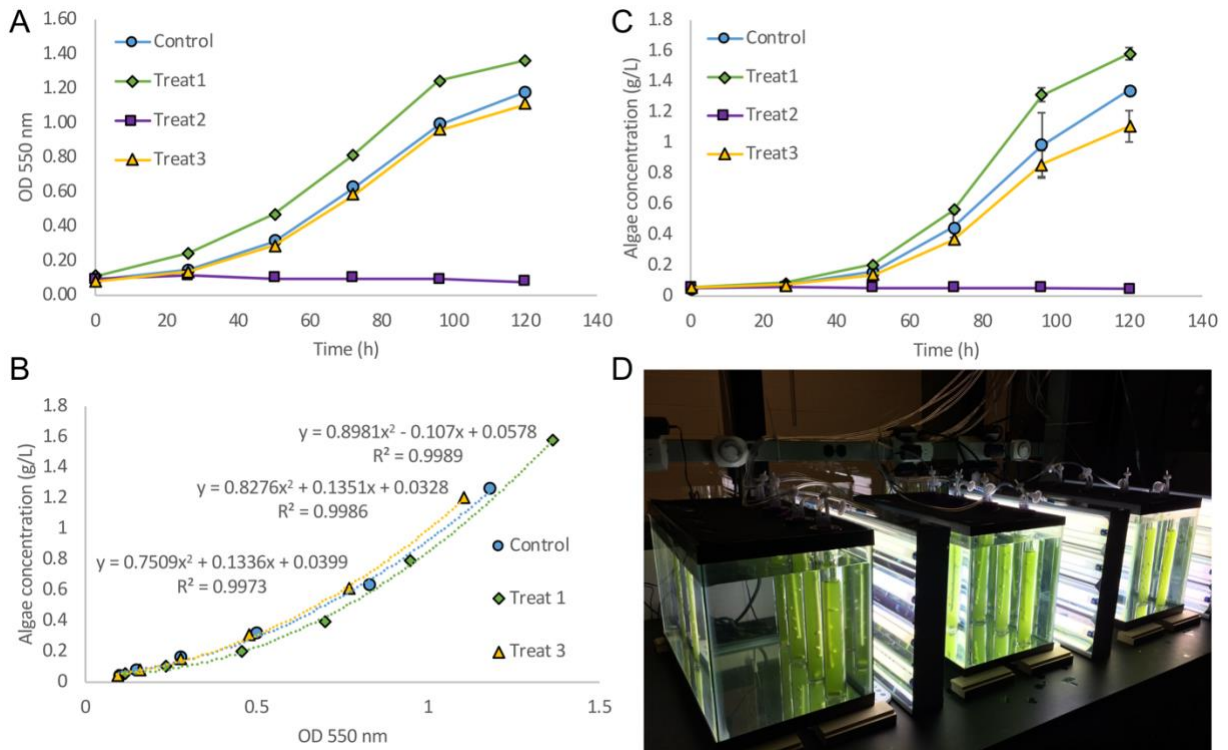 A
1.60
1.40
1.20
1.00
0.80
0.60
0.40
0.20
0.00
OD 550 nm
Control
Treat1
Treat2
Treat3
0 20 40 60 80 100 120 140
Time (h)
C
1.8
1.6
1.4
1.2
1
0.8
0.6
0.4
0.2
0
Algae concentration (g/L)
Control
Treat1
Treat2
Treat3
0 20 40 60 80 100 120 140
Time (h)
B
1.8
1.6
1.4
1.2
1
0.8
0.6
0.4
0.2
0
Algae concentration (g/L)
y = 0.8981x² - 0.107x + 0.0578
R² = 0.9989
y = 0.8276x² + 0.1351x + 0.0328
R² = 0.9986
y = 0.7509x² + 0.1336x + 0.0399
R² = 0.9973
Control
Treat 1
Treat 3
0 0.5 1 1.5
OD 550 nm
D